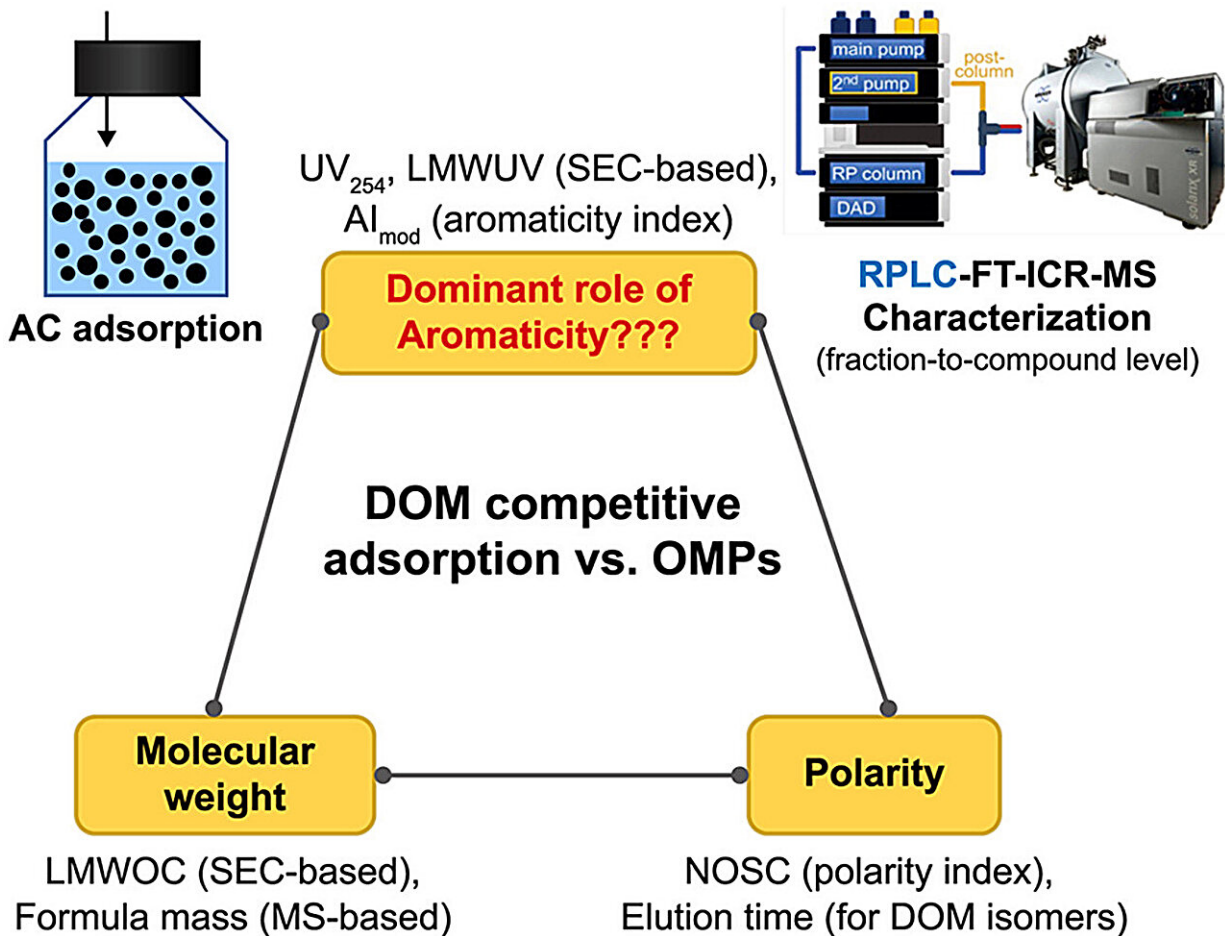 main pump
2nd pump
post-
column
RP column
DAD
solariX XR
AC adsorption
RPLC-FT-ICR-MS
Characterization
(fraction-to-compound level)
UV254, LMWUV (SEC-based),
AImod (aromaticity index)
Dominant role of
Aromaticity???
DOM competitive
adsorption vs. OMPs
Molecular
weight
LMWOC (SEC-based),
Formula mass (MS-based)
Polarity
NOSC (polarity index),
Elution time (for DOM isomers)